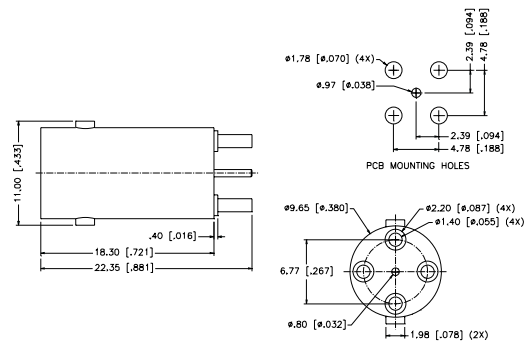 ø1.78 [ø.070] (4X)
ø.97 [ø.038]
2.39 [.094]
4.78 [.188]
2.39 [.094]
4.78 [.188]
PCB MOUNTING HOLES
11.00 [.433]
.40 [.016]
18.30 [.721]
22.35 [.881]
ø9.65 [ø.380]
ø2.20 [ø.087] (4X)
ø1.40 [ø.055] (4X)
6.77 [.267]
ø.80 [ø.032]
1.98 [.078] (2X)